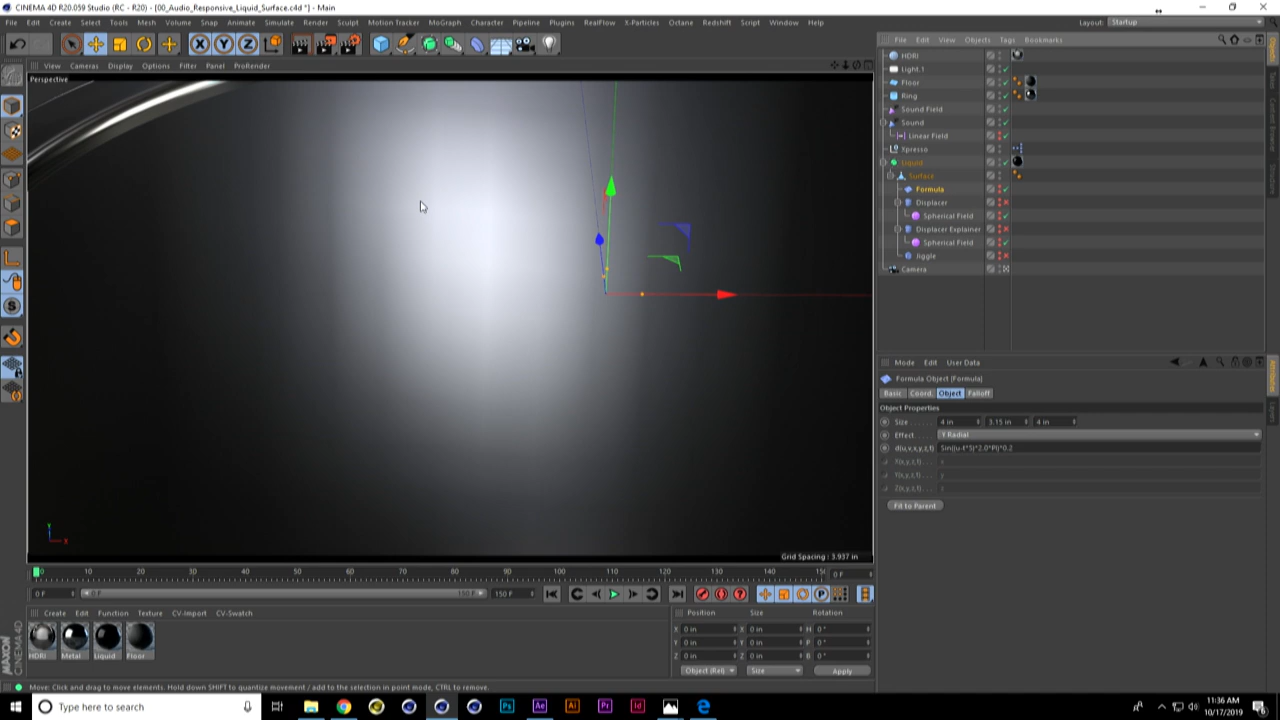 CINEMA 4D R20.059 Studio (RC - R20) - [00_Audio_Responsive_Liquid_Surface.c4d *] - Main
File Edit Create Select Tools Mesh Volume Snap Animate Simulate Render Sculpt Motion Tracker MoGraph Character Pipeline Plugins RealFlow X-Particles Octane Redshift Script Window Help
Layout: Startup
View Cameras Display Options Filter Panel ProRender
Perspective
Grid Spacing : 3.937 in
File Edit View Objects Tags Bookmarks
HDRI
Light.1
Floor
Ring
Sound Field
Sound
Linear Field
Xpresso
Liquid
Surface
Formula
Displacer
Spherical Field
Displacer Explainer
Spherical Field
Jiggle
Camera
Mode Edit User Data
Formula Object [Formula]
Basic Coord. Object Falloff
Object Properties
Size 4 in 3.15 in 4 in
Effect Y Radial
d(u,v,x,y,z,t) Sin((u-t*5)*2.0*PI)*0.2
X(x,y,z,t) x
Y(x,y,z,t) y
Z(x,y,z,t) z
Fit to Parent
0 10 20 30 40 50 60 70 80 90 100 110 120 130 140 0 F
0 F 0 F 150 F 150 F
Create Edit Function Texture CV-Import CV-Swatch
HDRI Metal Liquid Floor
Position Size Rotation
X 0 in X 0 in H 0 °
Y 0 in Y 0 in P 0 °
Z 0 in Z 0 in B 0 °
Object (Rel) Size Apply
MAXON CINEMA 4D
Move: Click and drag to move elements. Hold down SHIFT to quantize movement / add to the selection in point mode, CTRL to remove.
Type here to search
Ps Ae Ai Pr Id
11:36 AM
10/17/2019